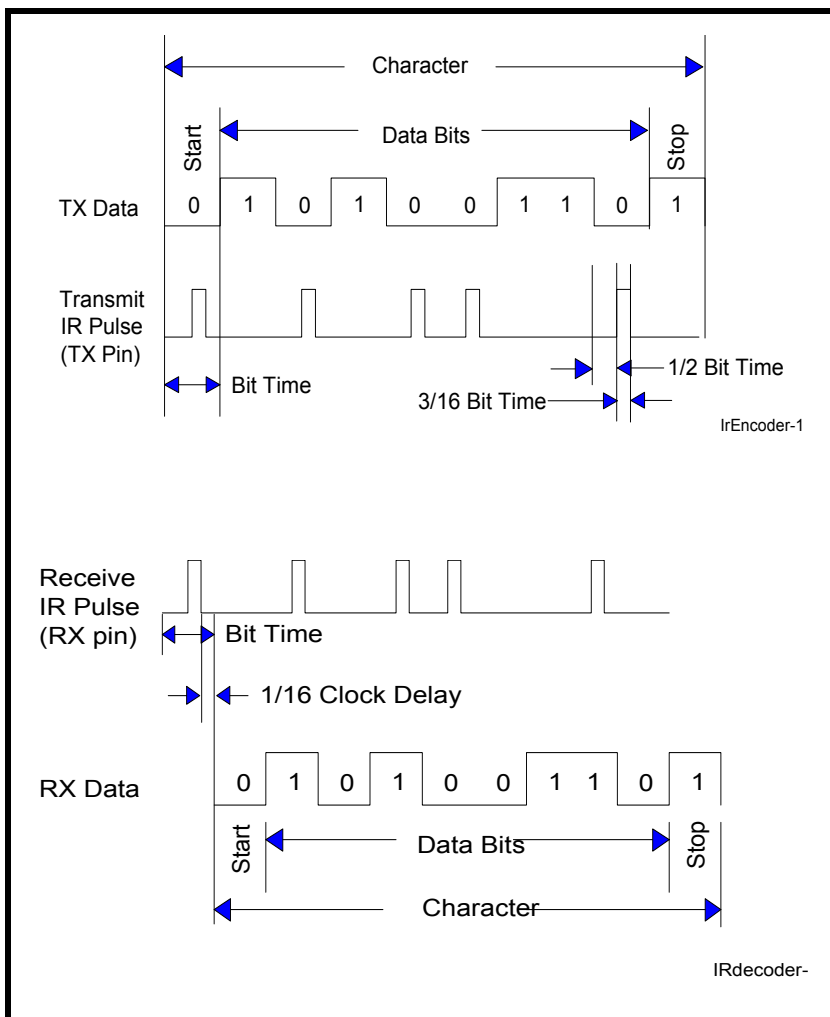 Character
Start
Data Bits
Stop
TX Data
0 1 0 1 0 0 1 1 0 1
Transmit
IR Pulse
(TX Pin)
Bit Time
1/2 Bit Time
3/16 Bit Time
IrEncoder-1
Receive
IR Pulse
(RX pin)
Bit Time
1/16 Clock Delay
RX Data
0 1 0 1 0 0 1 1 0 1
Start
Data Bits
Stop
Character
IRdecoder-